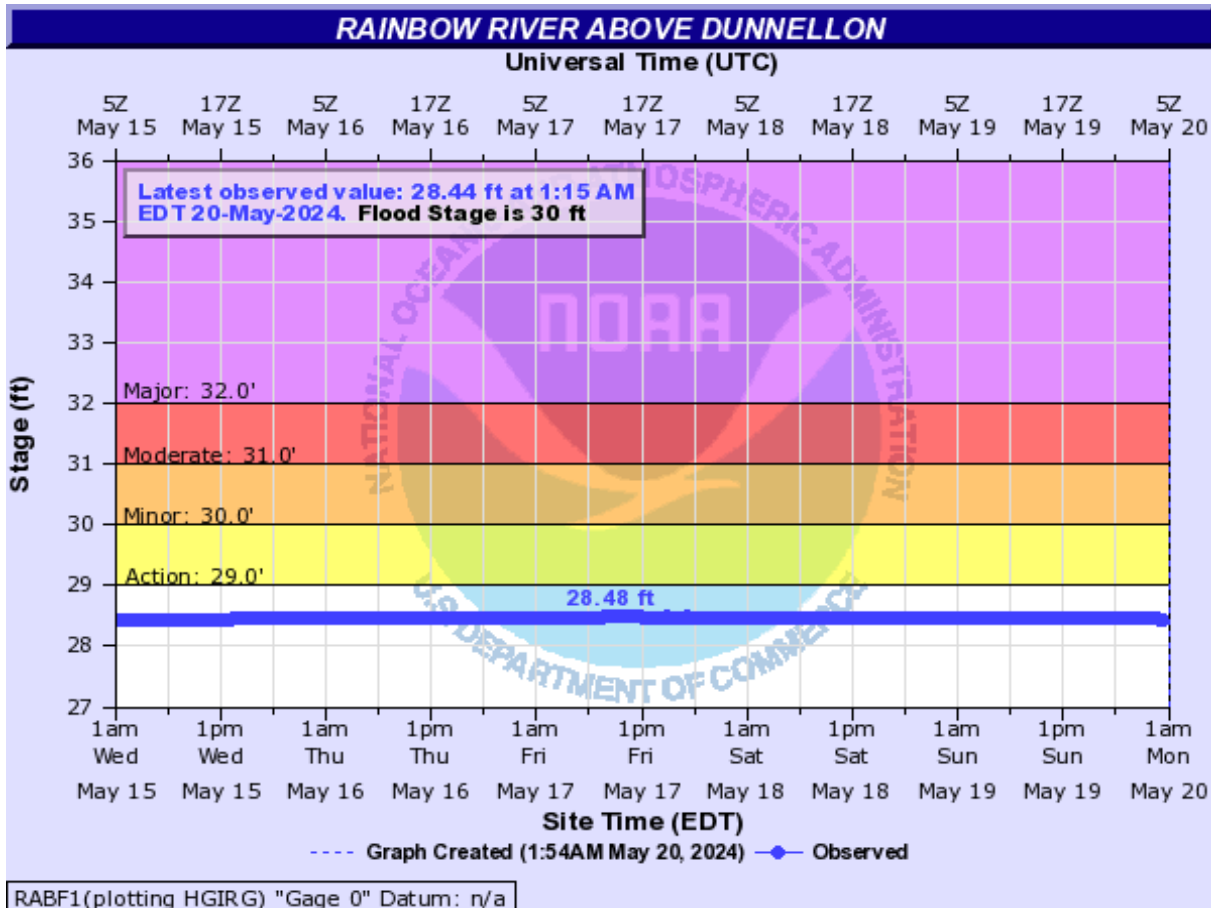 RAINBOW RIVER ABOVE DUNNELLON
Universal Time (UTC)
5Z 17Z 5Z 17Z 5Z 17Z 5Z 17Z 5Z 17Z 5Z
May 15 May 15 May 16 May 16 May 17 May 17 May 18 May 18 May 19 May 19 May 20
Latest observed value: 28.44 ft at 1:15 AM
EDT 20-May-2024. Flood Stage is 30 ft
36
35
34
33
32
31
30
29
28
27
Stage (ft)
NATIONAL OCEANIC AND ATMOSPHERIC ADMINISTRATION
NOAA
U.S. DEPARTMENT OF COMMERCE
Major: 32.0'
Moderate: 31.0'
Minor: 30.0'
Action: 29.0'
28.48 ft
1am 1pm 1am 1pm 1am 1pm 1am 1pm 1am 1pm 1am
Wed Wed Thu Thu Fri Fri Sat Sat Sun Sun Mon
May 15 May 15 May 16 May 16 May 17 May 17 May 18 May 18 May 19 May 19 May 20
Site Time (EDT)
Graph Created (1:54AM May 20, 2024) Observed
RABF1(plotting HGIRG) "Gage 0" Datum: n/a